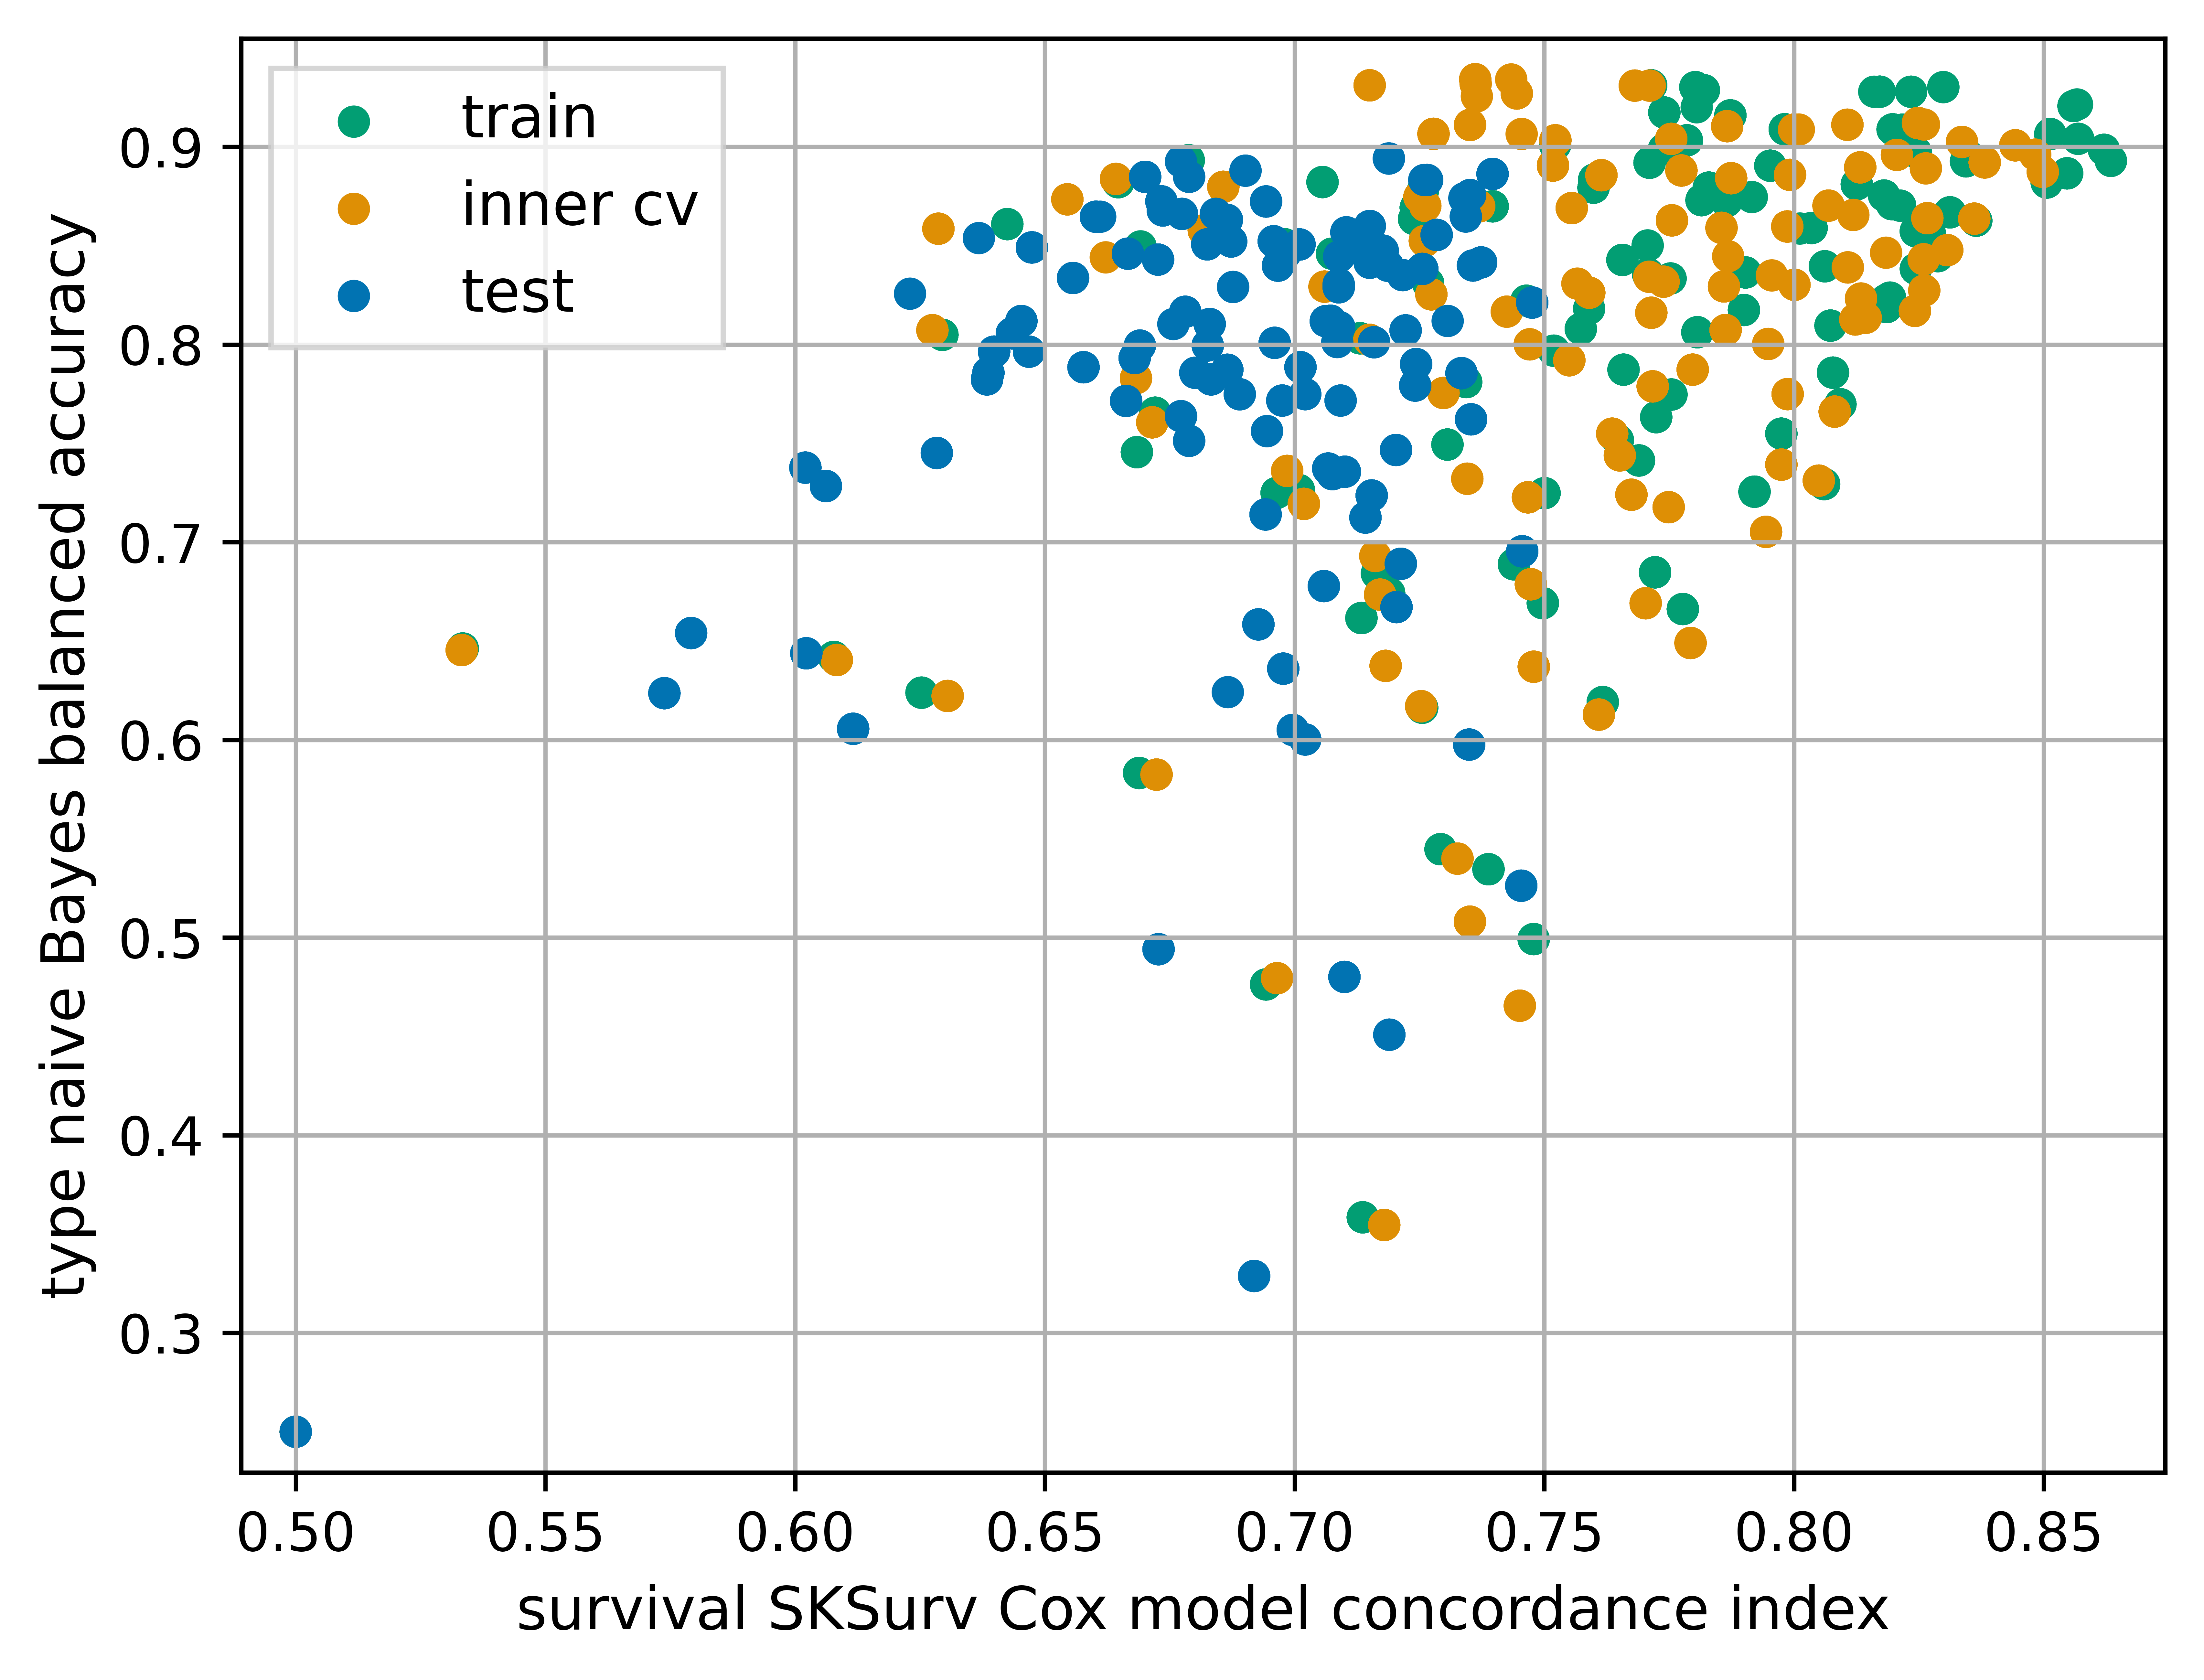 train
inner cv
test
type naive Bayes balanced accuracy
0.9
0.8
0.7
0.6
0.5
0.4
0.3
0.50 0.55 0.60 0.65 0.70 0.75 0.80 0.85
survival SKSurv Cox model concordance index